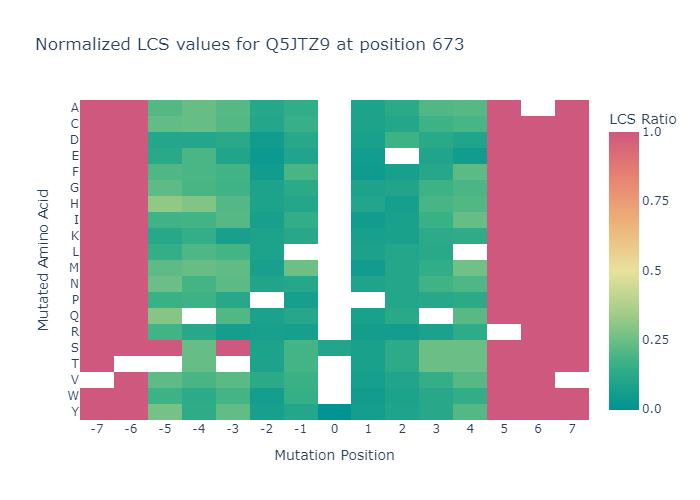 Normalized LCS values for Q5JTZ9 at position 673
LCS Ratio
1.0
0.75
0.5
0.25
0.0
Mutated Amino Acid
A
C
D
E
F
G
H
I
K
L
M
N
P
Q
R
S
T
V
W
Y
-7 -6 -5 -4 -3 -2 -1 0 1 2 3 4 5 6 7
Mutation Position